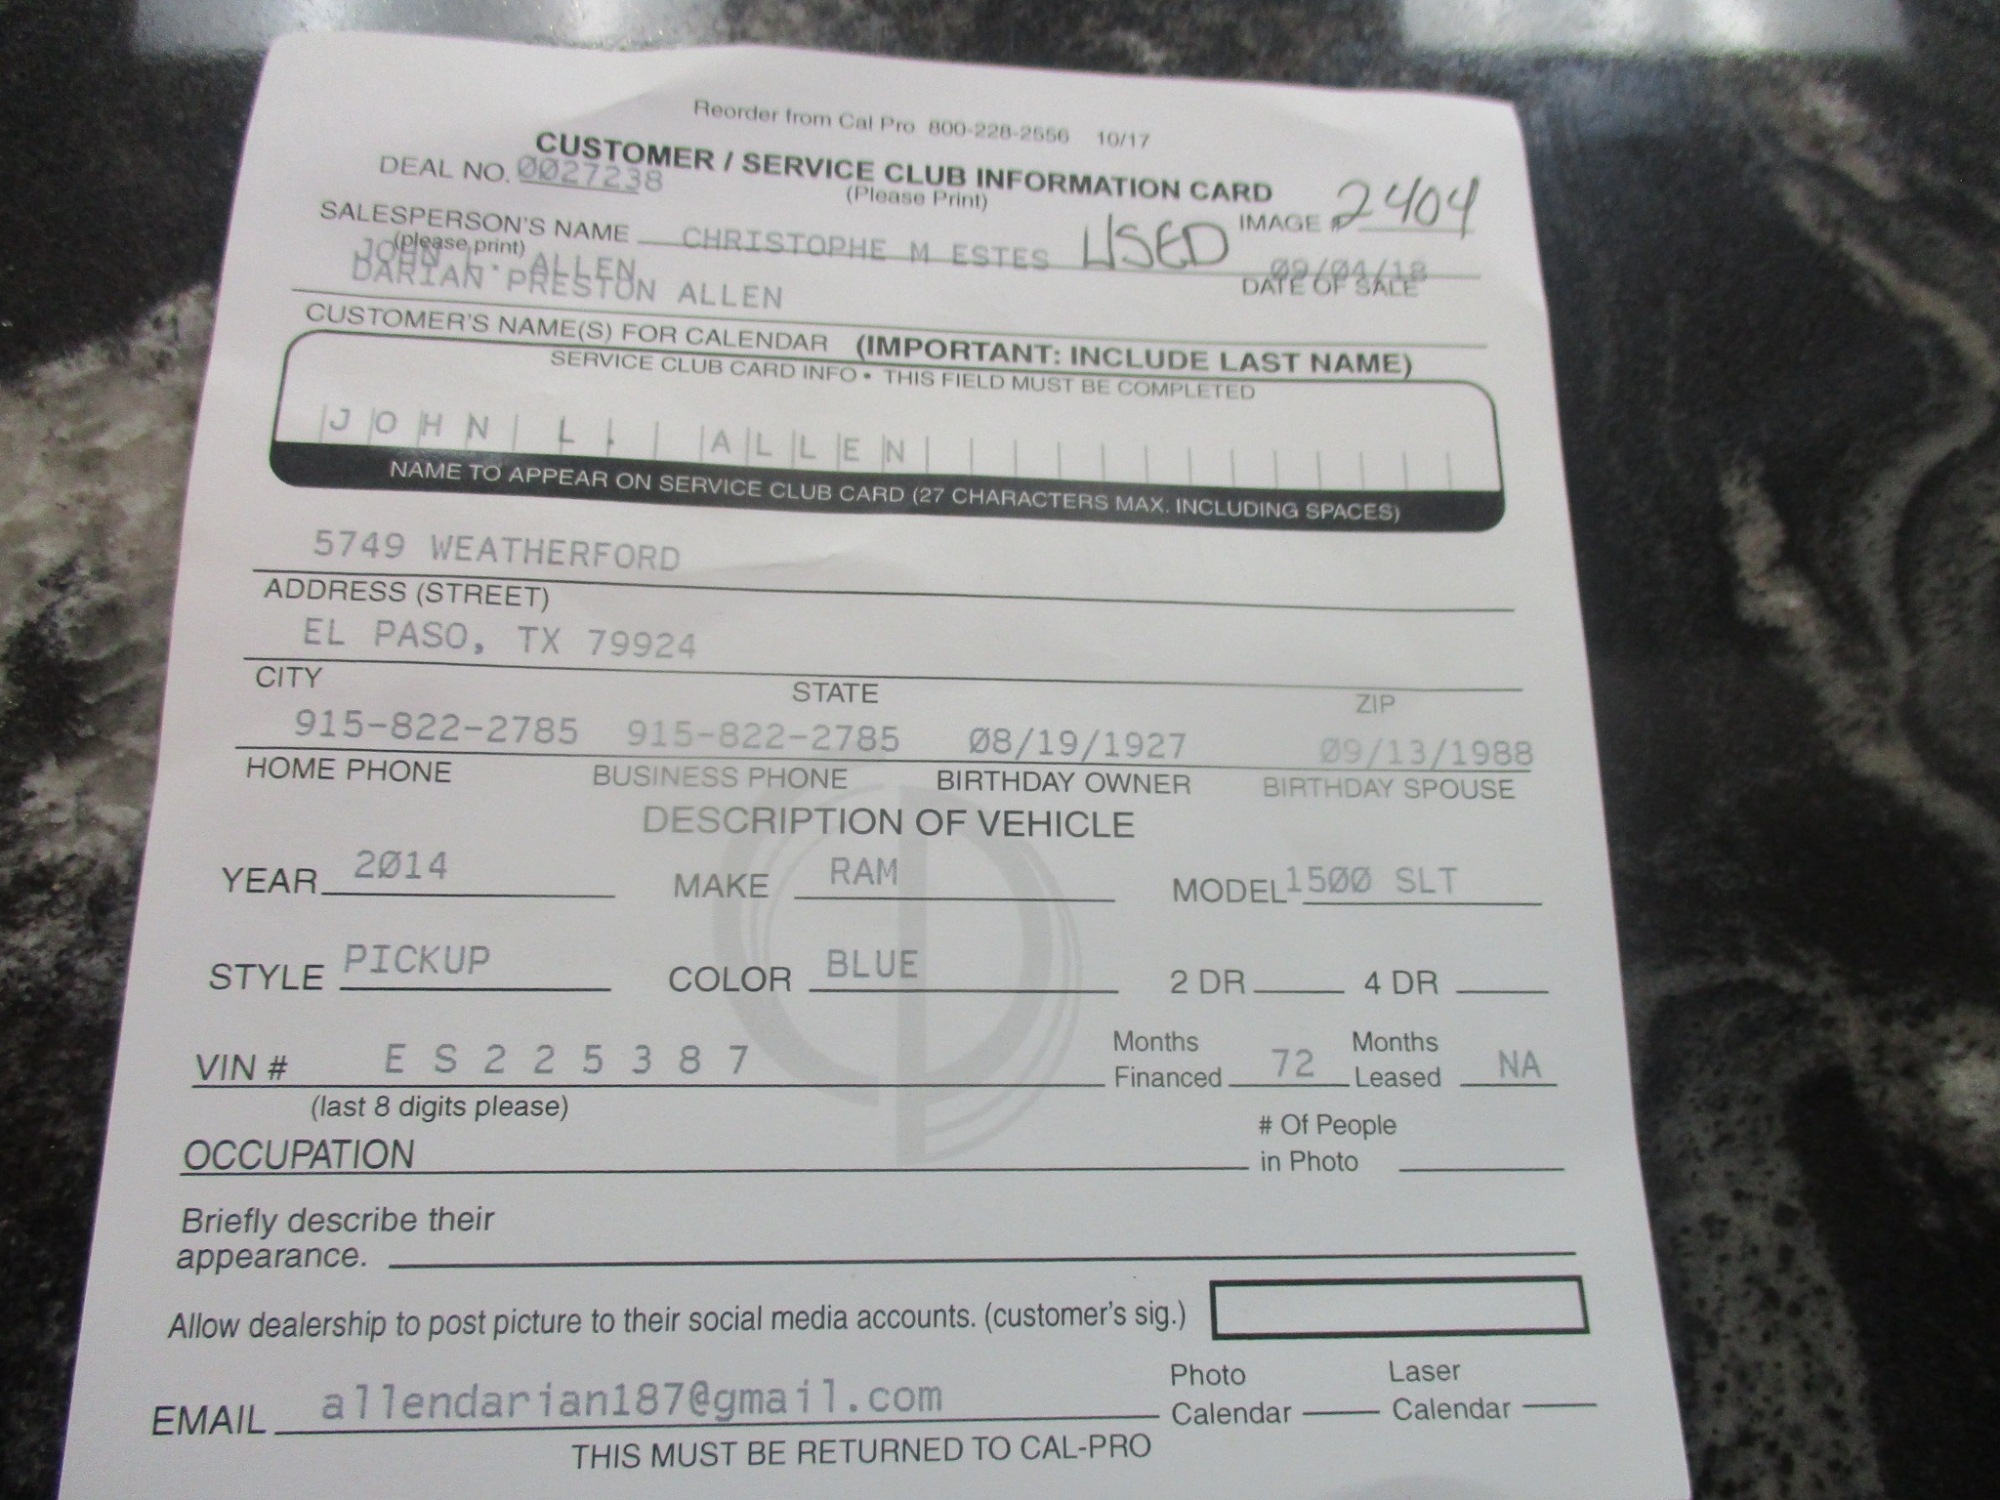 Reorder from Cal Pro 800-228-2556 10/17
CUSTOMER / SERVICE CLUB INFORMATION CARD
DEAL NO. 0027238 (Please Print) IMAGE # 2404
SALESPERSON'S NAME CHRISTOPHE M ESTES USED
(please print)
JOHN L. ALLEN 09/04/18
DARIAN PRESTON ALLEN DATE OF SALE
CUSTOMER'S NAME(S) FOR CALENDAR (IMPORTANT: INCLUDE LAST NAME)
SERVICE CLUB CARD INFO • THIS FIELD MUST BE COMPLETED
JOHN L. ALLEN
NAME TO APPEAR ON SERVICE CLUB CARD (27 CHARACTERS MAX. INCLUDING SPACES)
5749 WEATHERFORD
ADDRESS (STREET)
EL PASO, TX 79924
CITY STATE ZIP
915-822-2785 915-822-2785 08/19/1927 09/13/1988
HOME PHONE BUSINESS PHONE BIRTHDAY OWNER BIRTHDAY SPOUSE
DESCRIPTION OF VEHICLE
YEAR 2014 MAKE RAM MODEL 1500 SLT
STYLE PICKUP COLOR BLUE 2 DR 4 DR
VIN # E S 2 2 5 3 8 7 Months Financed 72 Months Leased NA
(last 8 digits please)
OCCUPATION # Of People in Photo
Briefly describe their
appearance.
Allow dealership to post picture to their social media accounts. (customer's sig.)
EMAIL allendarian187@gmail.com Photo Calendar Laser Calendar
THIS MUST BE RETURNED TO CAL-PRO